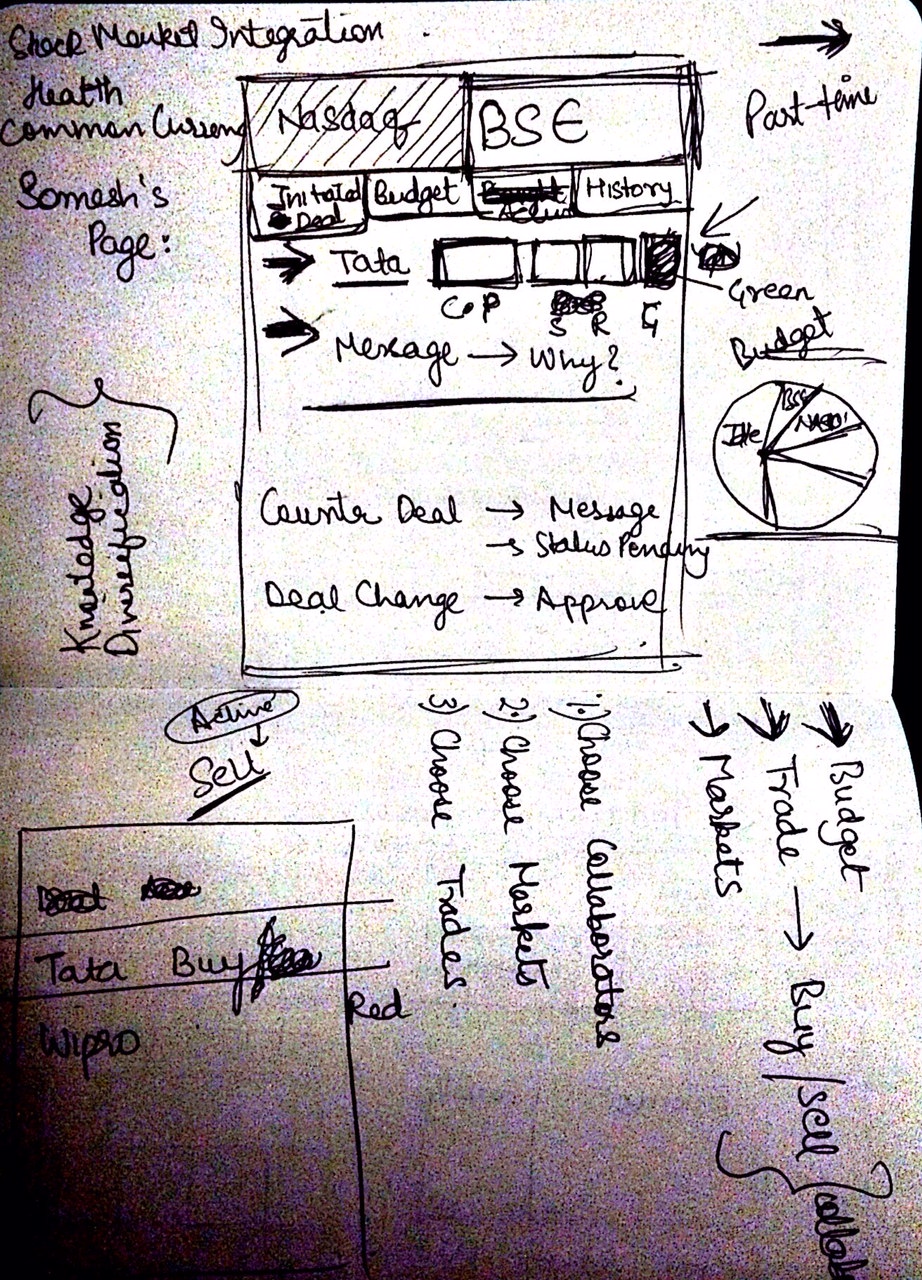 Stock Market Integration
Health
Common Currency
Somesh's
Page:
Part-time
Nasdaq
BSE
Initiated
Deal
Budget
Active
History
Tata
Co P
S R G
Green
Message → Why?
Budget
Idle
BSE
NASD
Knowledge
Diversification
Counter Deal → Message
→ Status Pending
Deal Change → Approve
Active
Sell
Tata Buy
Red
Wipro
1.) Choose Collaborators
2.) Choose Markets
3) Choose Trades.
→ Budget
→ Trade → Buy / Sell / collab
→ Markets